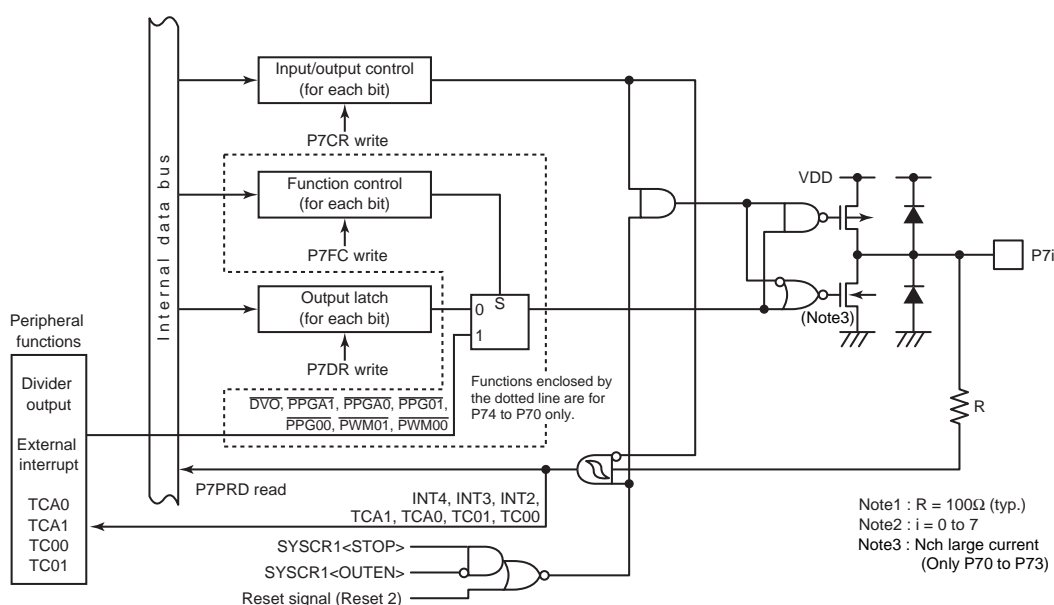 Internal data bus
Input/output control
(for each bit)
P7CR write
Function control
(for each bit)
P7FC write
Output latch
(for each bit)
P7DR write
S
0
1
VDD
P7i
(Note3)
R
Peripheral
functions
Divider
output
External
interrupt
TCA0
TCA1
TC00
TC01
DVO, PPGA1, PPGA0, PPG01,
PPG00, PWM01, PWM00
Functions enclosed by
the dotted line are for
P74 to P70 only.
P7PRD read
INT4, INT3, INT2,
TCA1, TCA0, TC01, TC00
SYSCR1<STOP>
SYSCR1<OUTEN>
Reset signal (Reset 2)
Note1 : R = 100Ω (typ.)
Note2 : i = 0 to 7
Note3 : Nch large current
(Only P70 to P73)